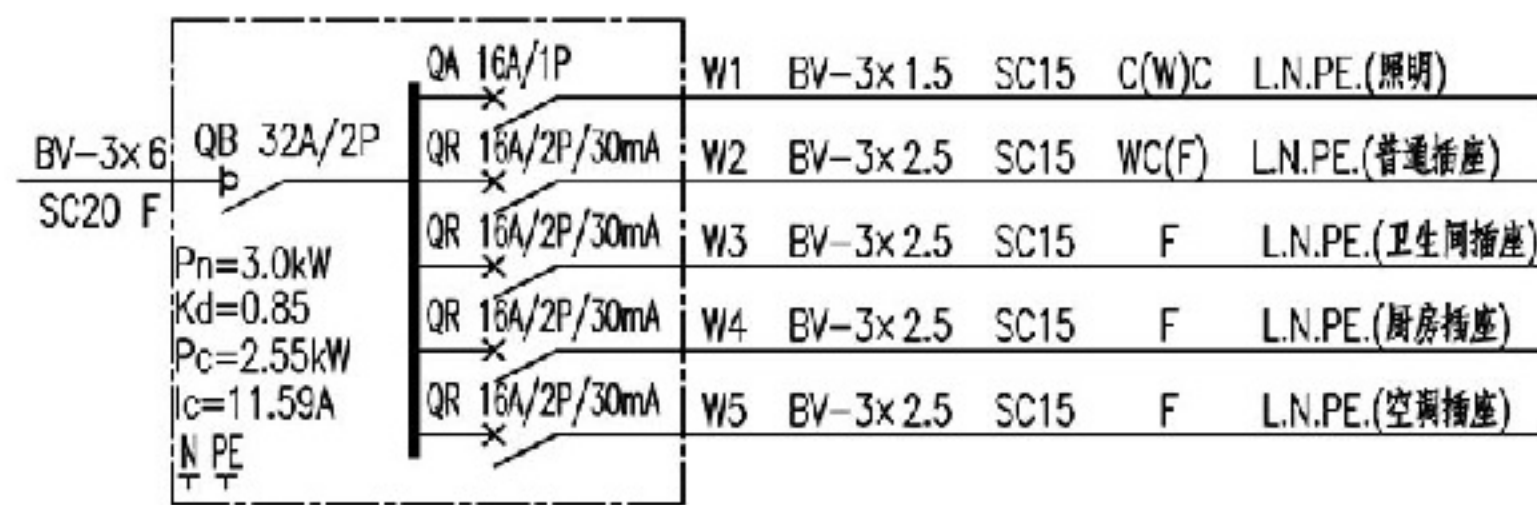 QA 16A/1P W1 BV-3×1.5 SC15 C(W)C L.N.PE.(照明)
BV-3×6 QB 32A/2P QR 16A/2P/30mA W2 BV-3×2.5 SC15 WC(F) L.N.PE.(普通插座)
SC20 F
QR 16A/2P/30mA W3 BV-3×2.5 SC15 F L.N.PE.(卫生间插座)
Pn=3.0kW
Kd=0.85
QR 16A/2P/30mA W4 BV-3×2.5 SC15 F L.N.PE.(厨房插座)
Pc=2.55kW
Ic=11.59A
QR 16A/2P/30mA W5 BV-3×2.5 SC15 F L.N.PE.(空调插座)
N PE